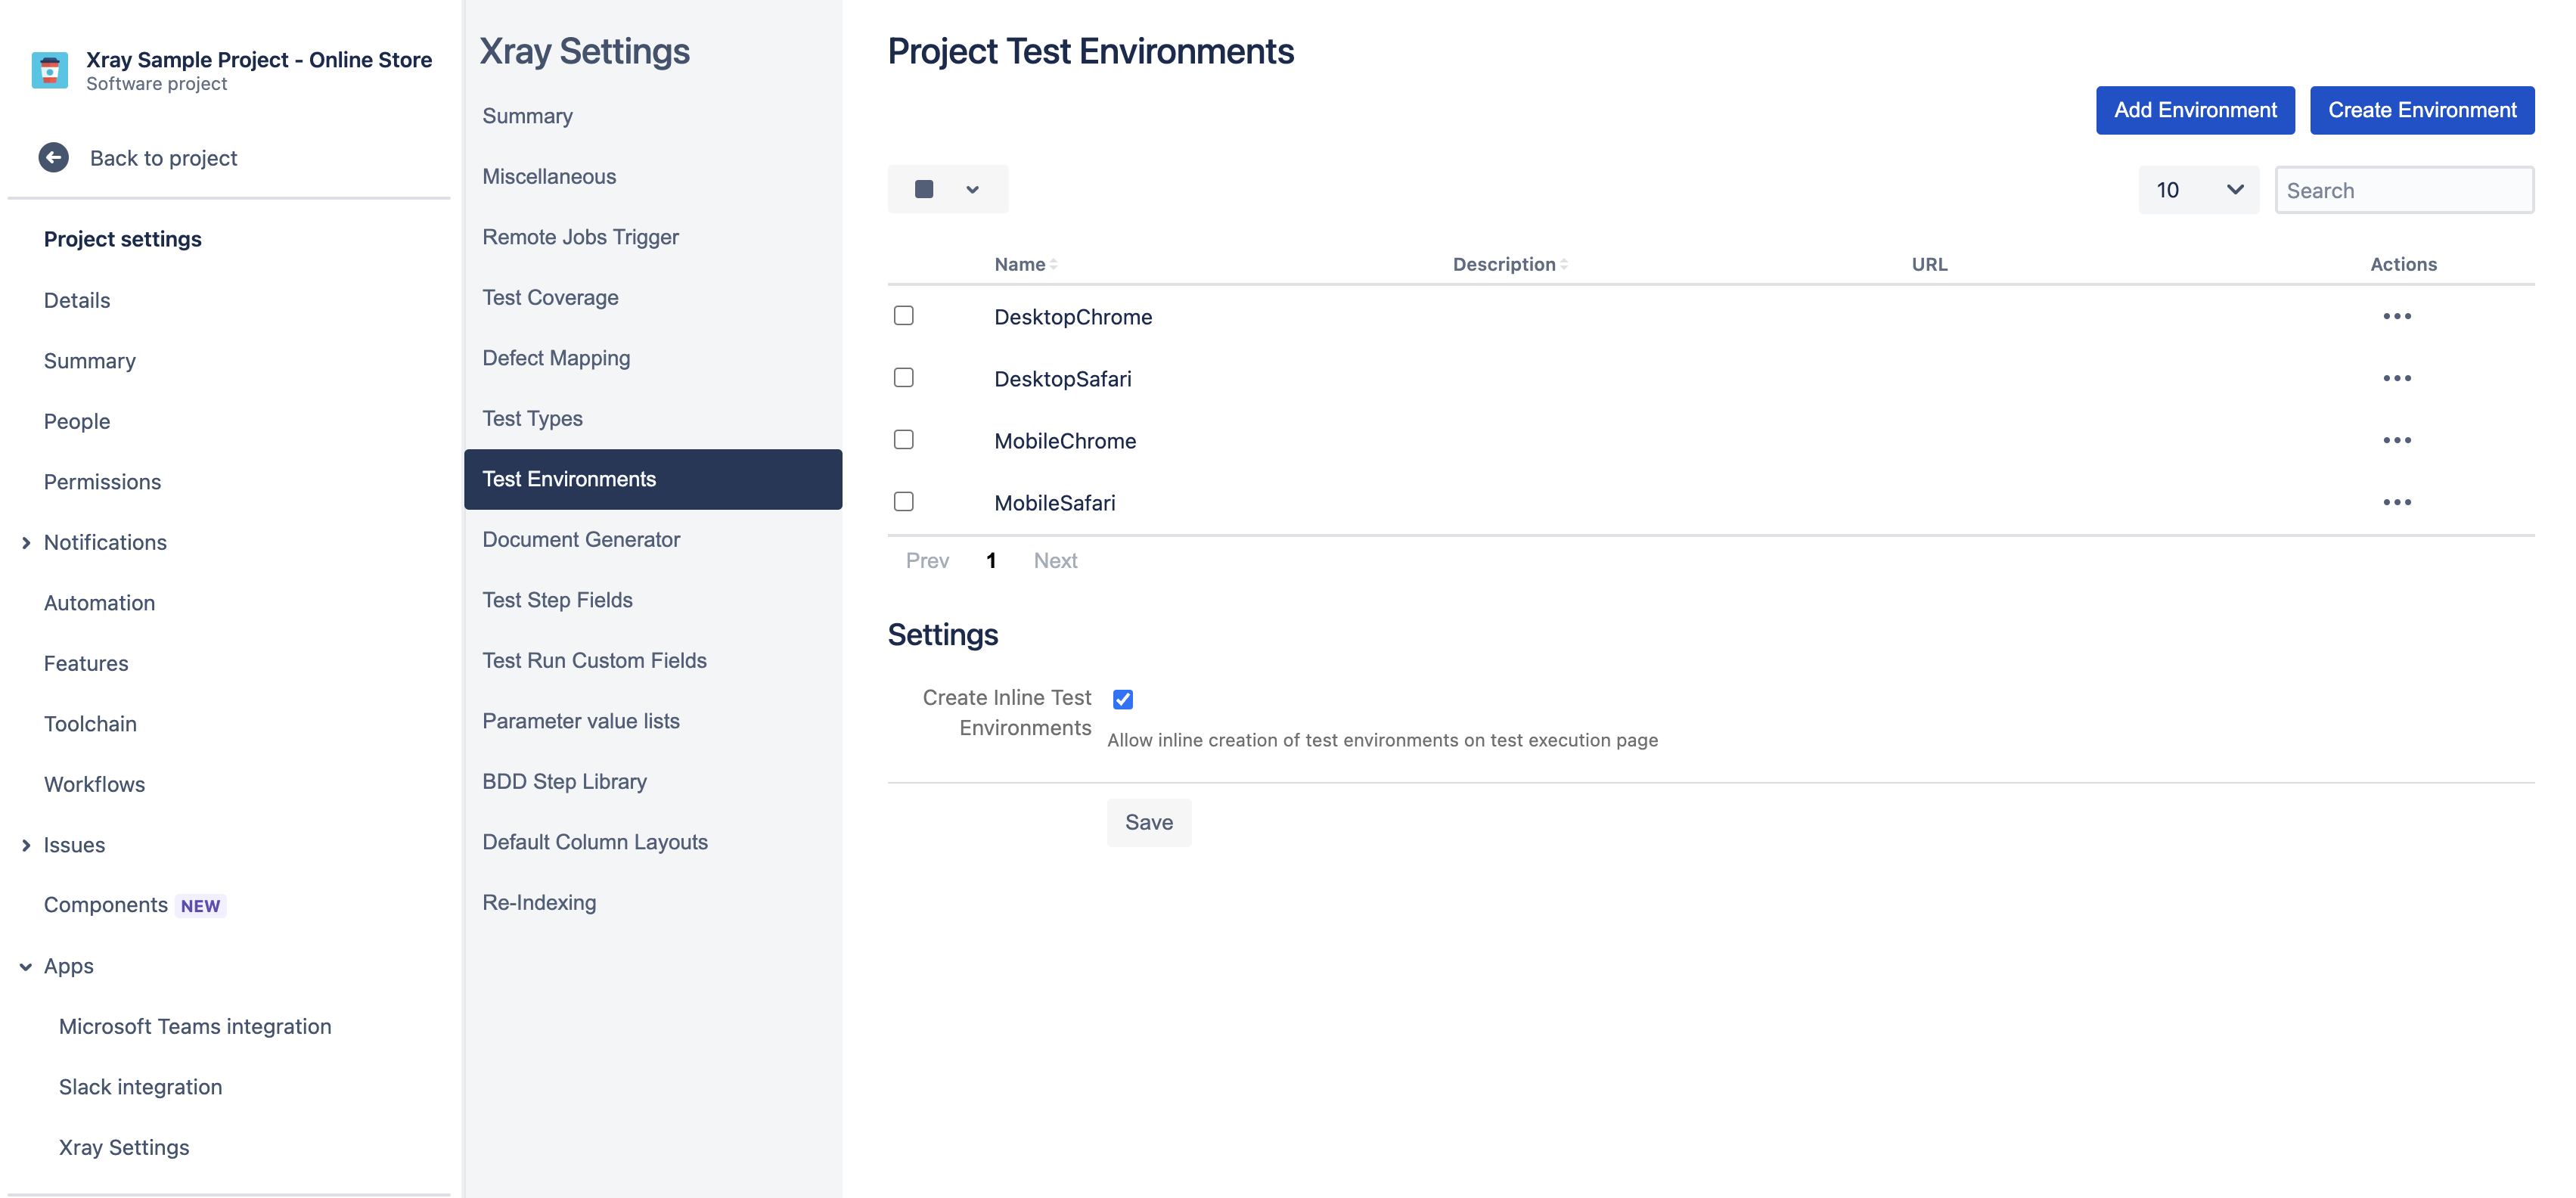 Xray Sample Project - Online Store
Software project
Back to project
Project settings
Details
Summary
People
Permissions
Notifications
Automation
Features
Toolchain
Workflows
Issues
Components NEW
Apps
Microsoft Teams integration
Slack integration
Xray Settings
Xray Settings
Summary
Miscellaneous
Remote Jobs Trigger
Test Coverage
Defect Mapping
Test Types
Test Environments
Document Generator
Test Step Fields
Test Run Custom Fields
Parameter value lists
BDD Step Library
Default Column Layouts
Re-Indexing
Project Test Environments
Add Environment Create Environment
10 Search
Name Description URL Actions
DesktopChrome
DesktopSafari
MobileChrome
MobileSafari
Prev 1 Next
Settings
Create Inline Test
Environments
Allow inline creation of test environments on test execution page
Save